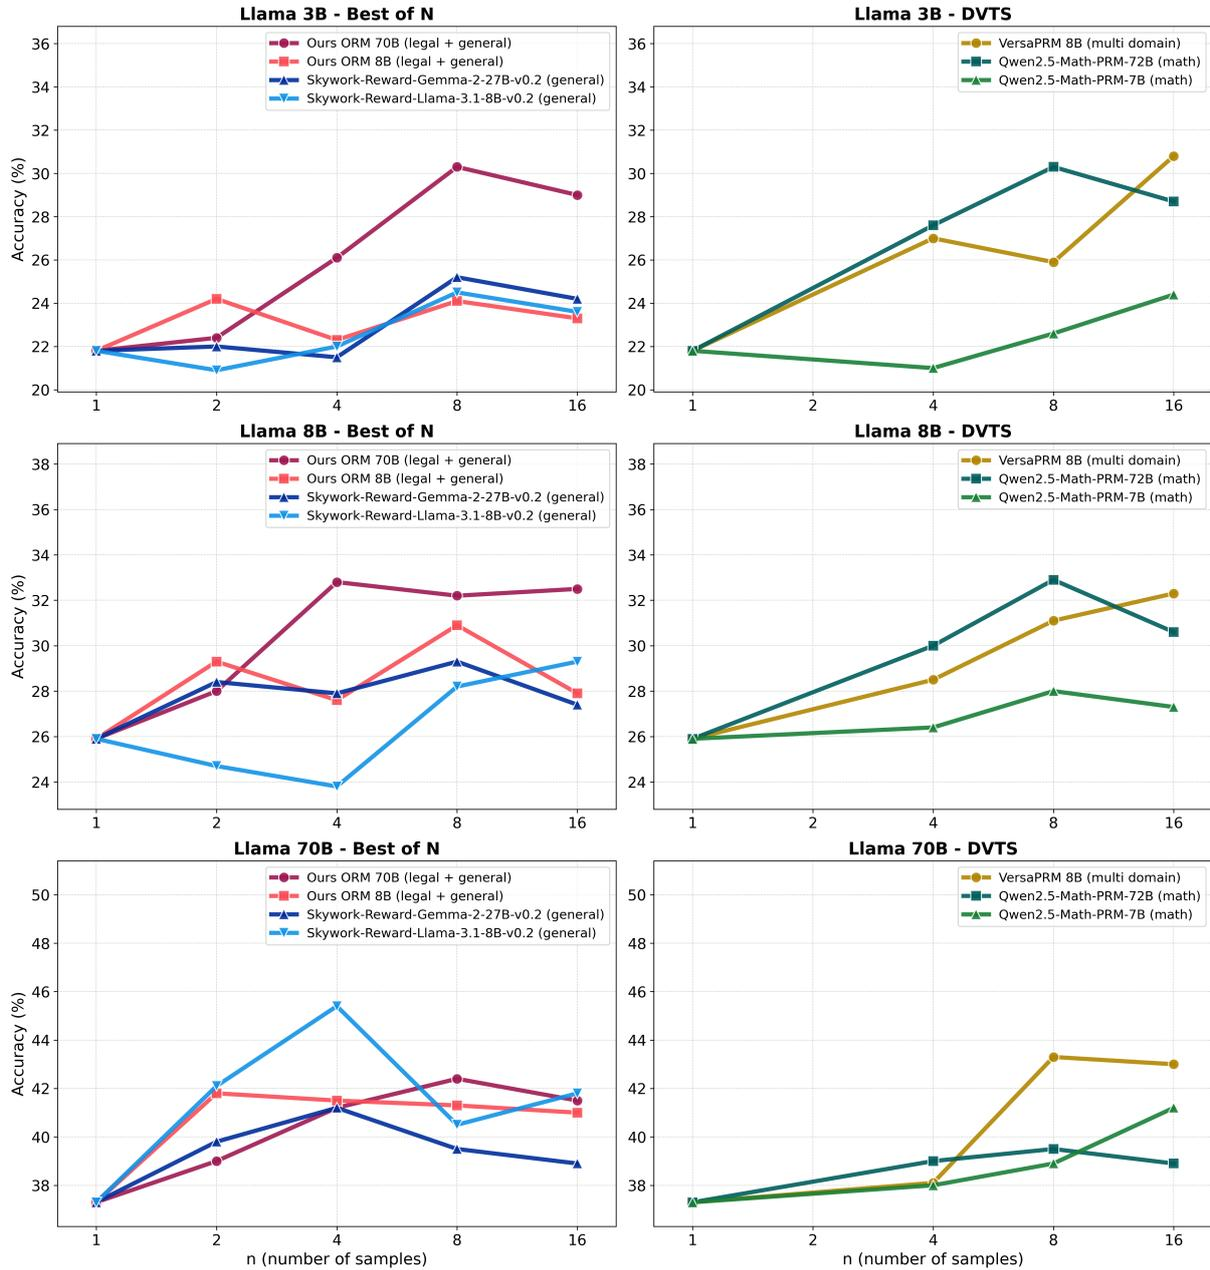 Llama 3B - Best of N
Ours ORM 70B (legal + general)
Ours ORM 8B (legal + general)
Skywork-Reward-Gemma-2-27B-v0.2 (general)
Skywork-Reward-Llama-3.1-8B-v0.2 (general)
Accuracy (%)
36
34
32
30
28
26
24
22
20
1 2 4 8 16
Llama 3B - DVTS
VersaPRM 8B (multi domain)
Qwen2.5-Math-PRM-72B (math)
Qwen2.5-Math-PRM-7B (math)
36
34
32
30
28
26
24
22
20
1 2 4 8 16
Llama 8B - Best of N
Ours ORM 70B (legal + general)
Ours ORM 8B (legal + general)
Skywork-Reward-Gemma-2-27B-v0.2 (general)
Skywork-Reward-Llama-3.1-8B-v0.2 (general)
Accuracy (%)
38
36
34
32
30
28
26
24
1 2 4 8 16
Llama 8B - DVTS
VersaPRM 8B (multi domain)
Qwen2.5-Math-PRM-72B (math)
Qwen2.5-Math-PRM-7B (math)
38
36
34
32
30
28
26
24
1 2 4 8 16
Llama 70B - Best of N
Ours ORM 70B (legal + general)
Ours ORM 8B (legal + general)
Skywork-Reward-Gemma-2-27B-v0.2 (general)
Skywork-Reward-Llama-3.1-8B-v0.2 (general)
Accuracy (%)
50
48
46
44
42
40
38
1 2 4 8 16
n (number of samples)
Llama 70B - DVTS
VersaPRM 8B (multi domain)
Qwen2.5-Math-PRM-72B (math)
Qwen2.5-Math-PRM-7B (math)
50
48
46
44
42
40
38
1 2 4 8 16
n (number of samples)